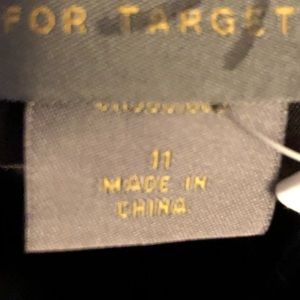 FOR TARGET
11
MADE IN
CHINA